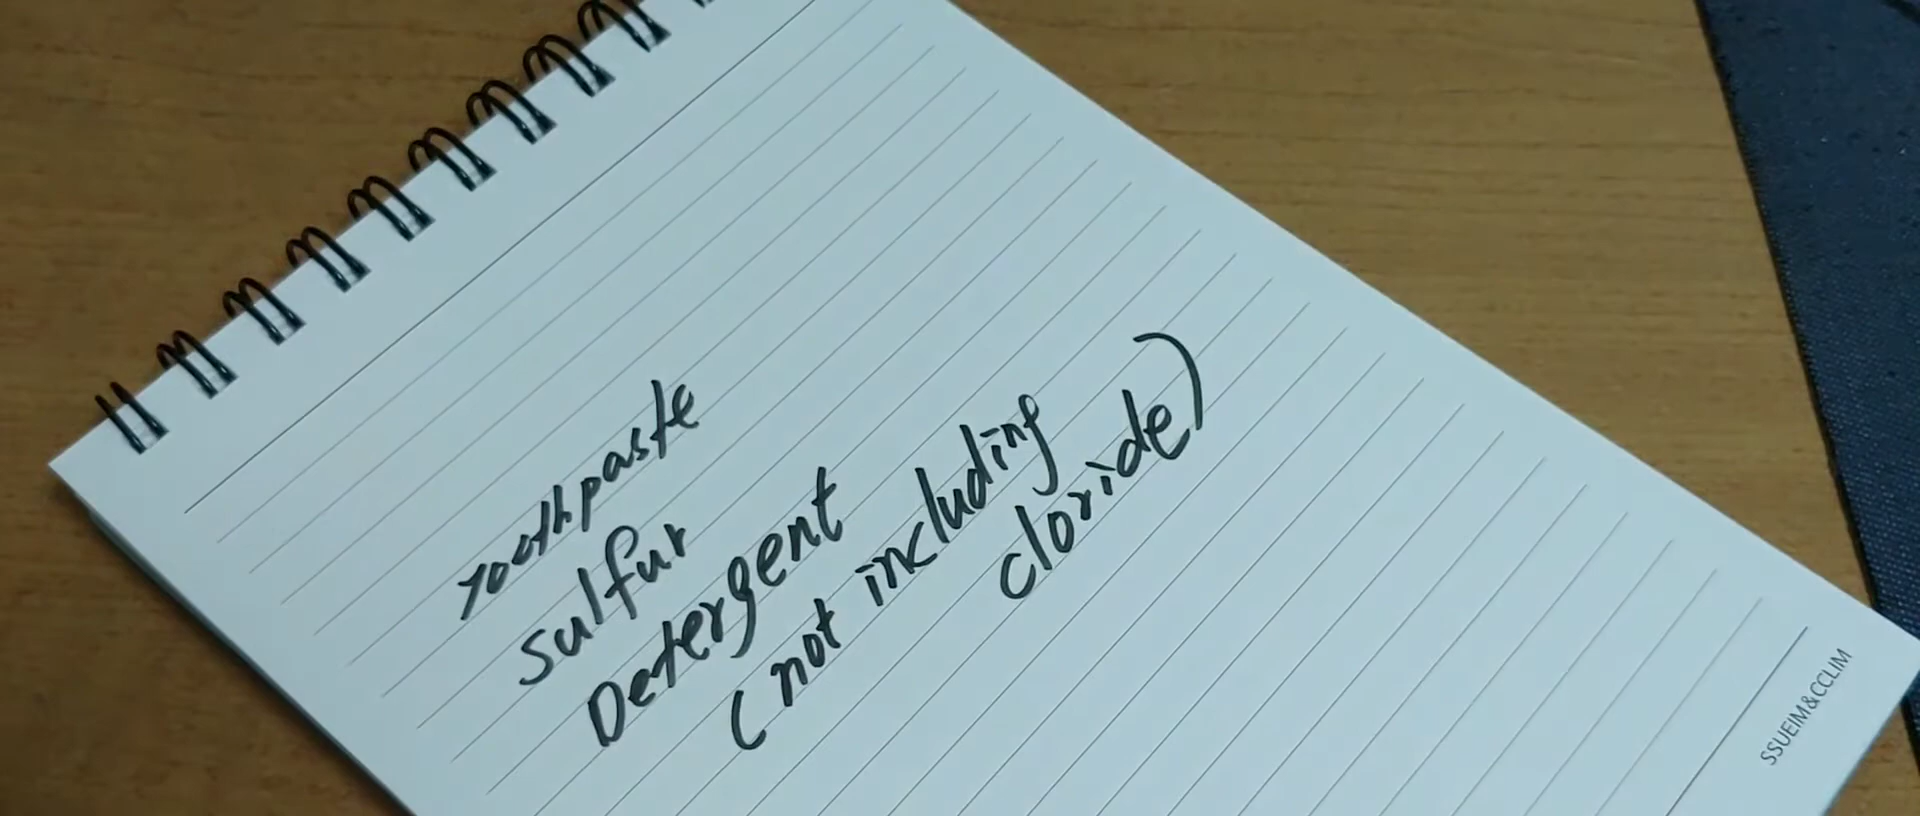 Toothpaste
sulfur
Detergent
(not including
cloride)
SSUEIM&CCLIM